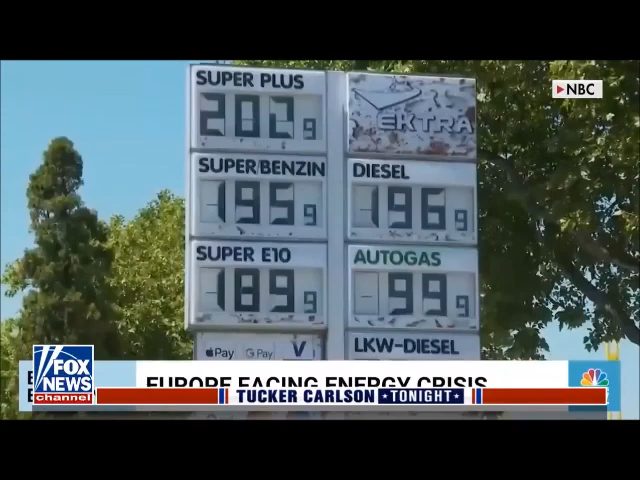 SUPER PLUS
202 9
EKTRA
NBC
SUPER/BENZIN
195 9
DIESEL
196 9
SUPER E10
189 9
AUTOGAS
99 9
Pay G Pay V
LKW-DIESEL
EUROPE FACING ENERGY CRISIS
FOX
NEWS
channel
TUCKER CARLSON TONIGHT